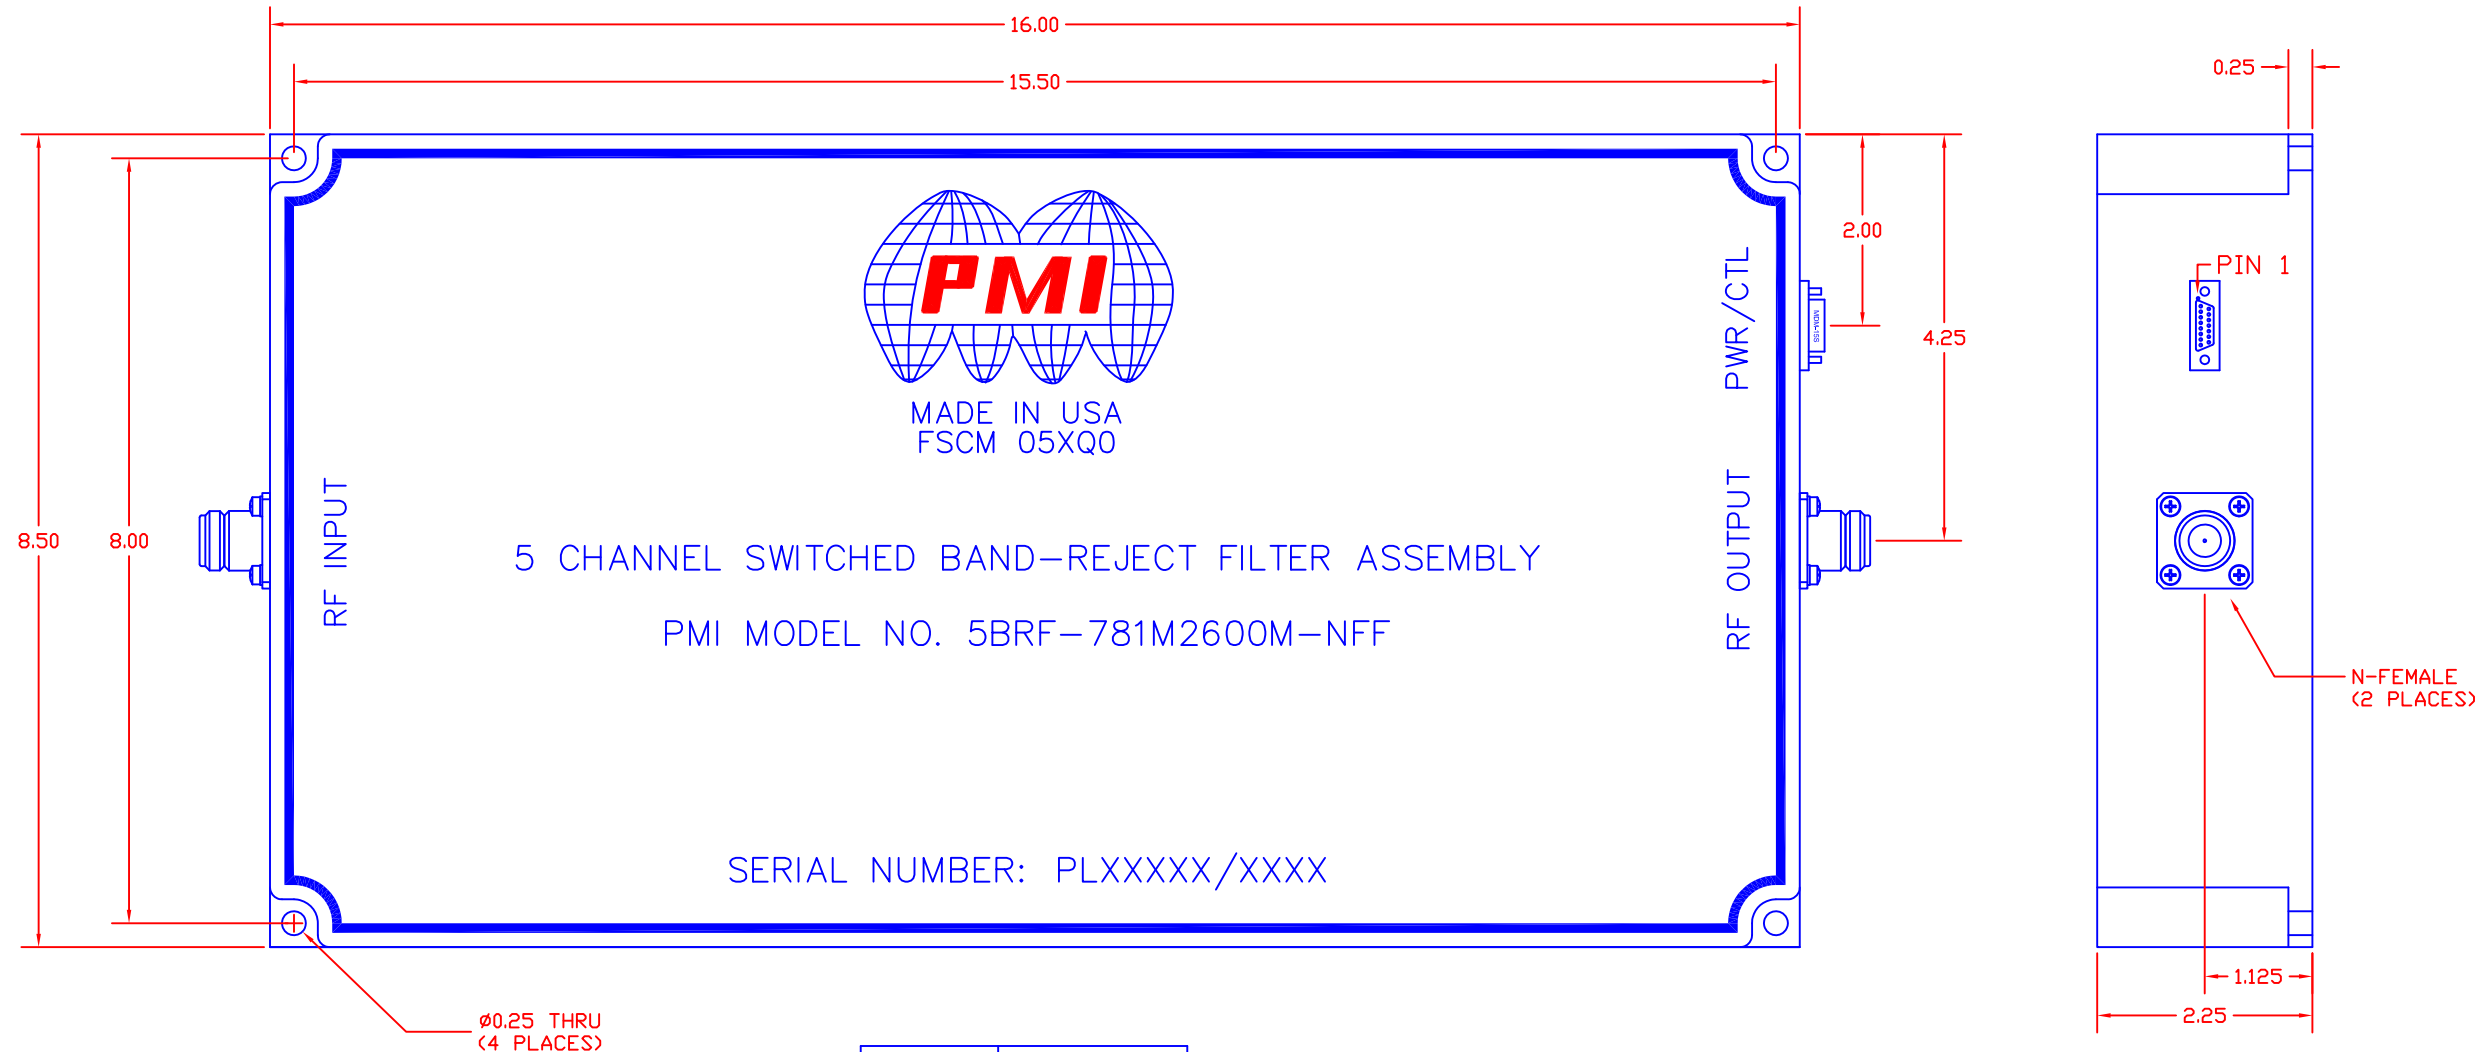 16.00
15.50
0.25
2.00
4.25
8.50
8.00
PMI
MADE IN USA
FSCM 05XQ0
RF INPUT
5 CHANNEL SWITCHED BAND-REJECT FILTER ASSEMBLY
PMI MODEL NO. 5BRF-781M2600M-NFF
SERIAL NUMBER: PLXXXXX/XXXX
PWR/CTL
RF OUTPUT
MDM-15S
PIN 1
N-FEMALE
(2 PLACES)
1.125
2.25
Ø0.25 THRU
(4 PLACES)